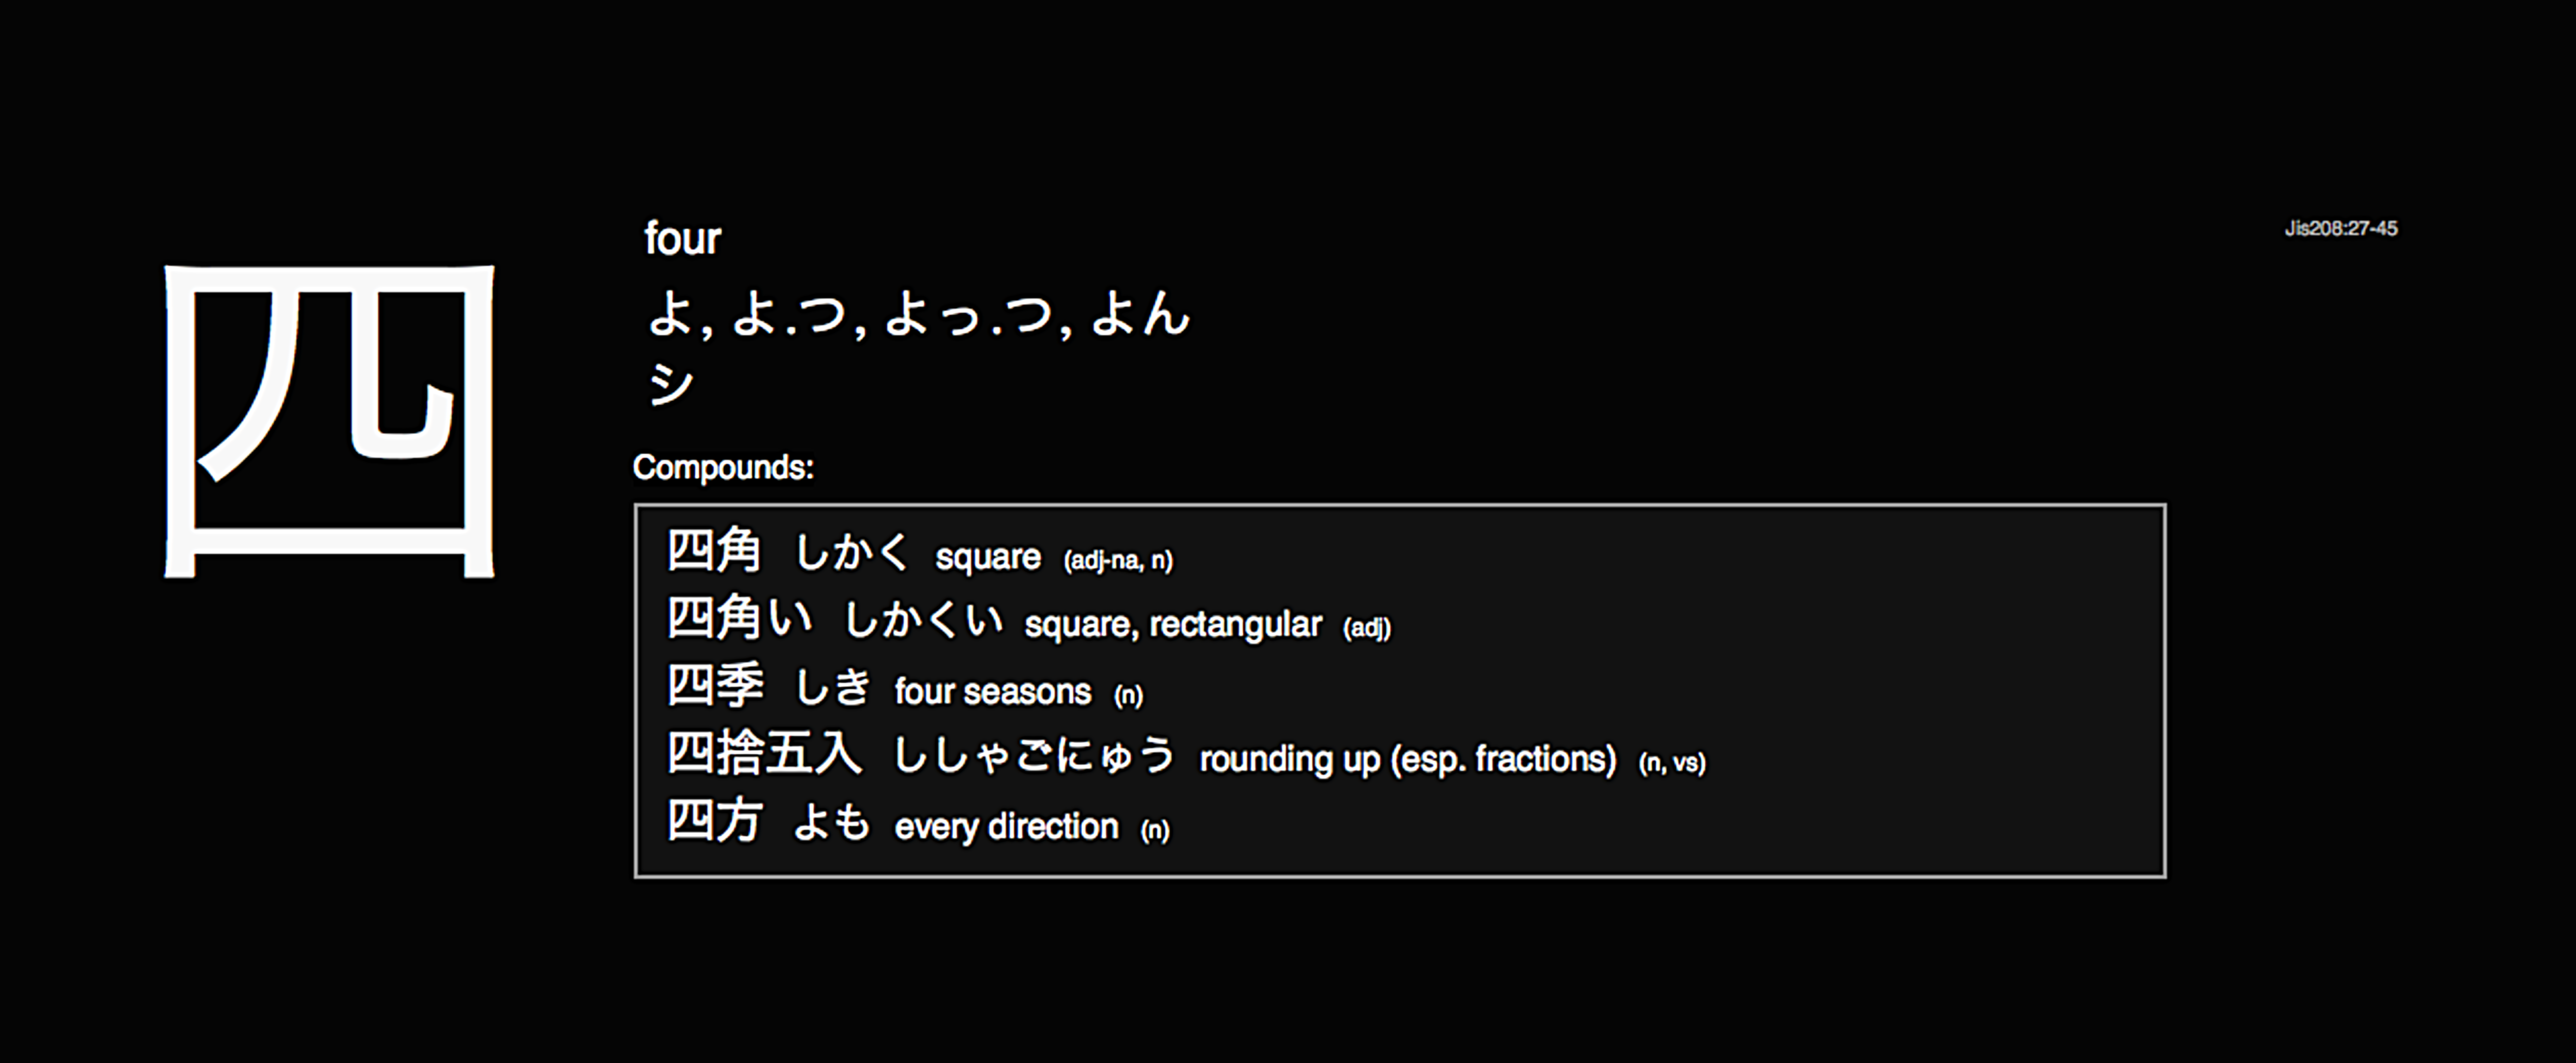 四
four
Jis208:27-45
よ, よ.つ, よっ.つ, よん
シ
Compounds:
四角 しかく square (adj-na, n)
四角い しかくい square, rectangular (adj)
四季 しき four seasons (n)
四捨五入 ししゃごにゅう rounding up (esp. fractions) (n, vs)
四方 よも every direction (n)